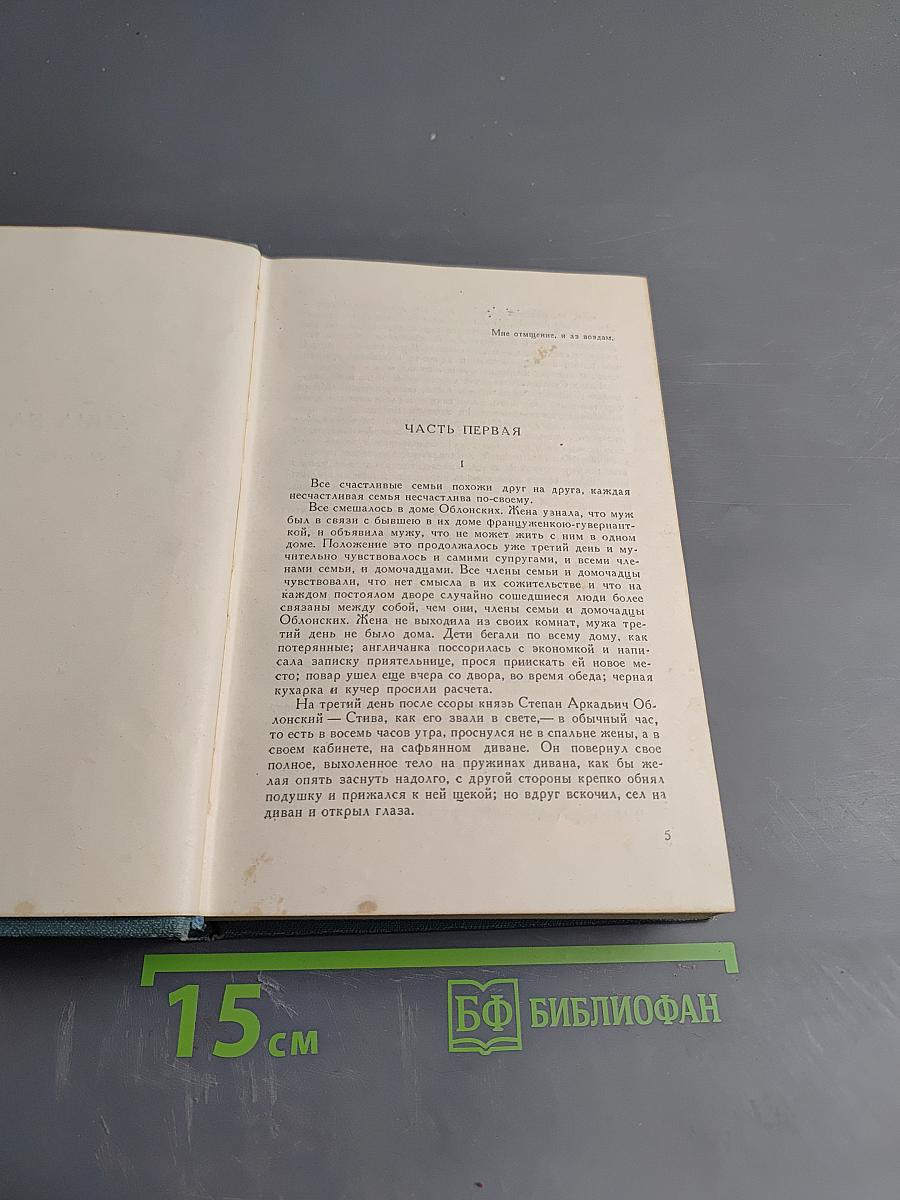 Мне отмщение, и аз воздам.
ЧАСТЬ ПЕРВАЯ
I
Все счастливые семьи похожи друг на друга, каждая
несчастливая семья несчастлива по-своему.
Все смешалось в доме Облонских. Жена узнала, что муж
был в связи с бывшею в их доме француженкою-гувернант-
кой, и объявила мужу, что не может жить с ним в одном
доме. Положение это продолжалось уже третий день и му-
чительно чувствовалось и самими супругами, и всеми чле-
нами семьи, и домочадцами. Все члены семьи и домочадцы
чувствовали, что нет смысла в их сожительстве и что на
каждом постоялом дворе случайно сошедшиеся люди более
связаны между собой, чем они, члены семьи и домочадцы
Облонских. Жена не выходила из своих комнат, мужа тре-
тий день не было дома. Дети бегали по всему дому, как
потерянные; англичанка поссорилась с экономкой и напи-
сала записку приятельнице, прося приискать ей новое ме-
сто; повар ушел еще вчера со двора, во время обеда; черная
кухарка и кучер просили расчета.
На третий день после ссоры князь Степан Аркадьич Об-
лонский — Стива, как его звали в свете,— в обычный час,
то есть в восемь часов утра, проснулся не в спальне жены, а в
своем кабинете, на сафьянном диване. Он повернул свое
полное, выхоленное тело на пружинах дивана, как бы же-
лая опять заснуть надолго, с другой стороны крепко обнял
подушку и прижался к ней щекой; но вдруг вскочил, сел на
диван и открыл глаза.
5
15 см
БФ БИБЛИОФАН